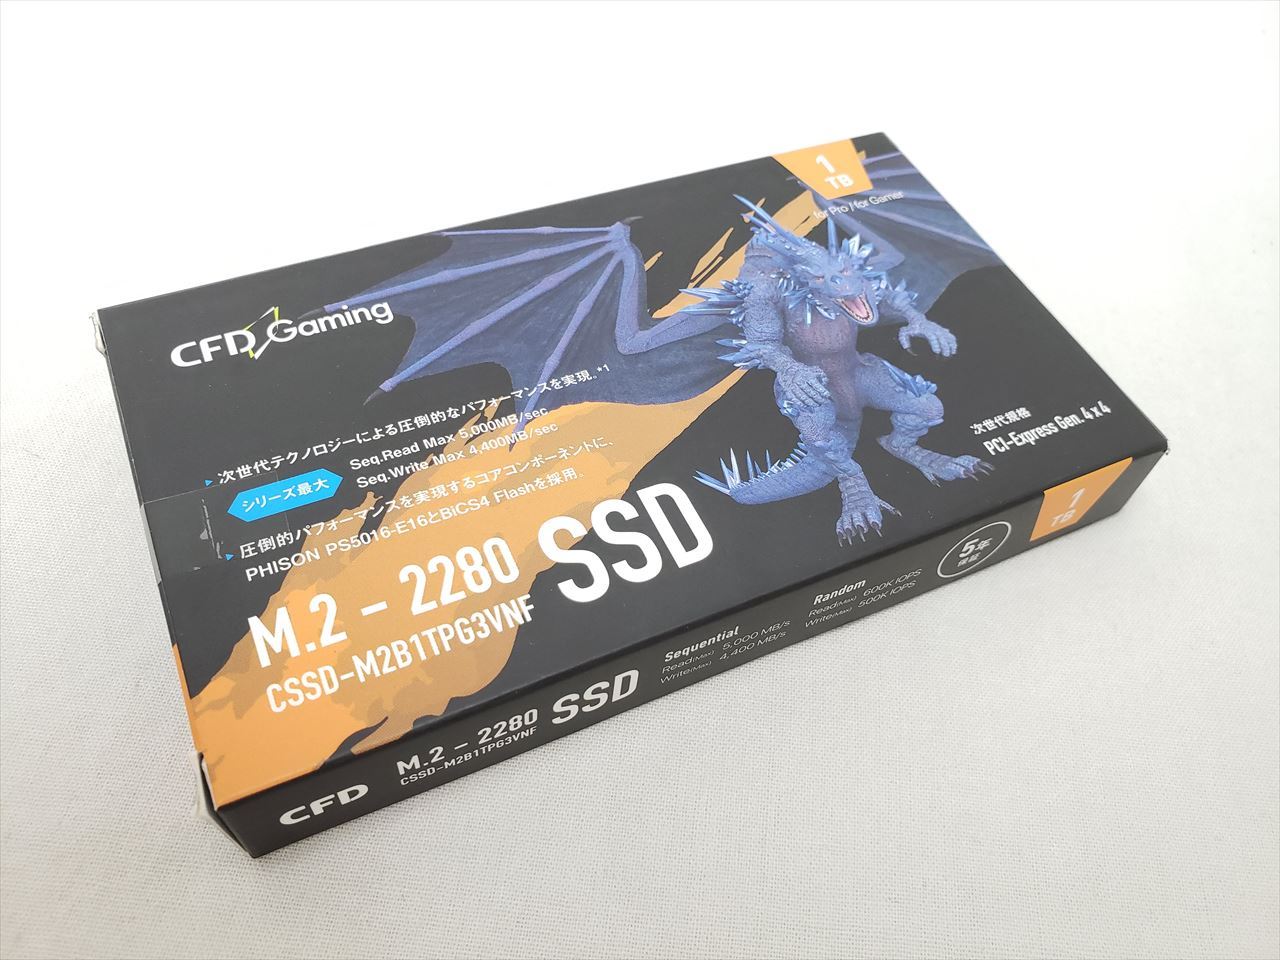 1
TB
for Pro / for Gamer
CFD Gaming
次世代テクノロジーによる圧倒的なパフォーマンスを実現。*1
シリーズ最大
Seq.Read Max 5,000MB/sec
Seq.Write Max 4,400MB/sec
圧倒的パフォーマンスを実現するコアコンポーネントに、
PHISON PS5016-E16とBiCS4 Flashを採用。
次世代規格
PCI-Express Gen. 4 x 4
M.2 - 2280 SSD
CSSD-M2B1TPG3VNF
CFD
M.2 - 2280 SSD
CSSD-M2B1TPG3VNF
Sequential
Read(Max) 5,000 MB/s
Write(Max) 4,400 MB/s
Random
Read(Max) 600K IOPS
Write(Max) 500K IOPS
5年
保証
1
TB